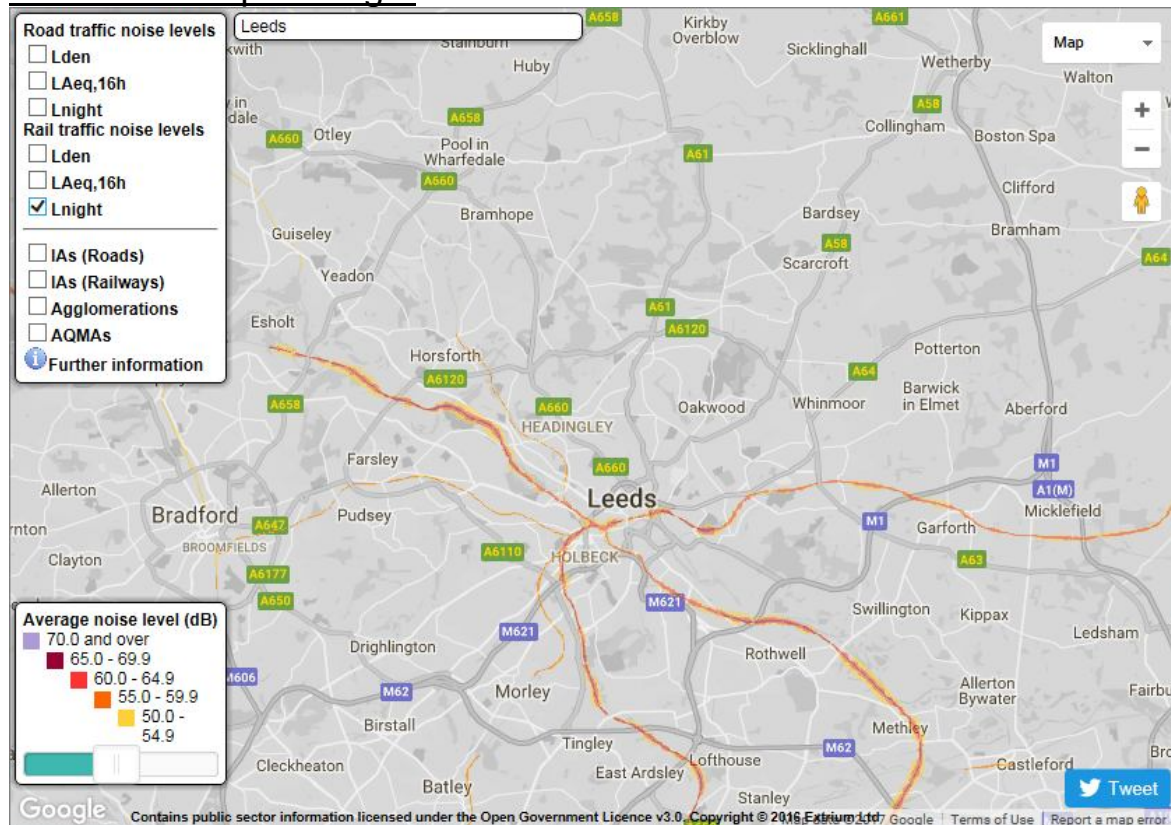 Road traffic noise levels
Lden
LAeq,16h
Lnight
Rail traffic noise levels
Lden
LAeq,16h
Lnight
IAs (Roads)
IAs (Railways)
Agglomerations
AQMAs
Further information
Leeds
Map
A658
Kirkby
Overblow
A661
Sicklinghall
Wetherby
Walton
Huby
A58
Collingham
Boston Spa
A660
Otley
A658
Pool in
Wharfedale
A61
A660
Clifford
Bramhope
Bardsey
Bramham
Guiseley
A58
Scarcroft
A64
Yeadon
A61
A6120
Esholt
Horsforth
Potterton
A6120
A64
Barwick
in Elmet
A658
A660
HEADINGLEY
Oakwood
Whinmoor
Aberford
Farsley
A660
M1
A1(M)
Allerton
Leeds
Micklefield
Bradford
A647
Pudsey
M1
Garforth
BROOMFIELDS
A6110
HOLBECK
A63
Clayton
A6177
A650
M621
Swillington
Kippax
Ledsham
M621
Drighlington
Rothwell
M606
M62
Morley
Allerton
Bywater
Birstall
Methley
Tingley
M62
Lofthouse
Cleckheaton
East Ardsley
Castleford
Batley
Stanley
Average noise level (dB)
70.0 and over
65.0 - 69.9
60.0 - 64.9
55.0 - 59.9
50.0 -
54.9
Tweet
Google
Contains public sector information licensed under the Open Government Licence v3.0. Copyright © 2016 Extrium Ltd
Google
Terms of Use
Report a map error